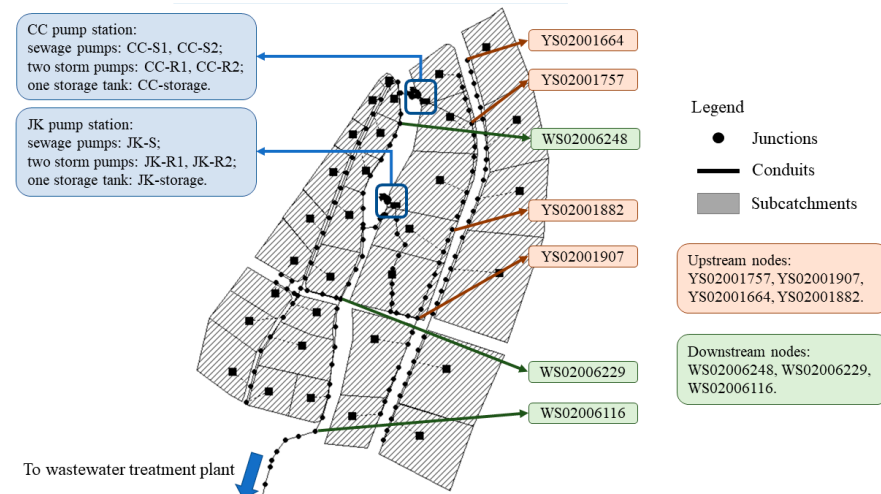 CC pump station:
sewage pumps: CC-S1, CC-S2;
two storm pumps: CC-R1, CC-R2;
one storage tank: CC-storage.
JK pump station:
sewage pumps: JK-S;
two storm pumps: JK-R1, JK-R2;
one storage tank: JK-storage.
YS02001664
YS02001757
WS02006248
YS02001882
YS02001907
WS02006229
WS02006116
Legend
Junctions
Conduits
Subcatchments
Upstream nodes:
YS02001757, YS02001907,
YS02001664, YS02001882.
Downstream nodes:
WS02006248, WS02006229,
WS02006116.
To wastewater treatment plant